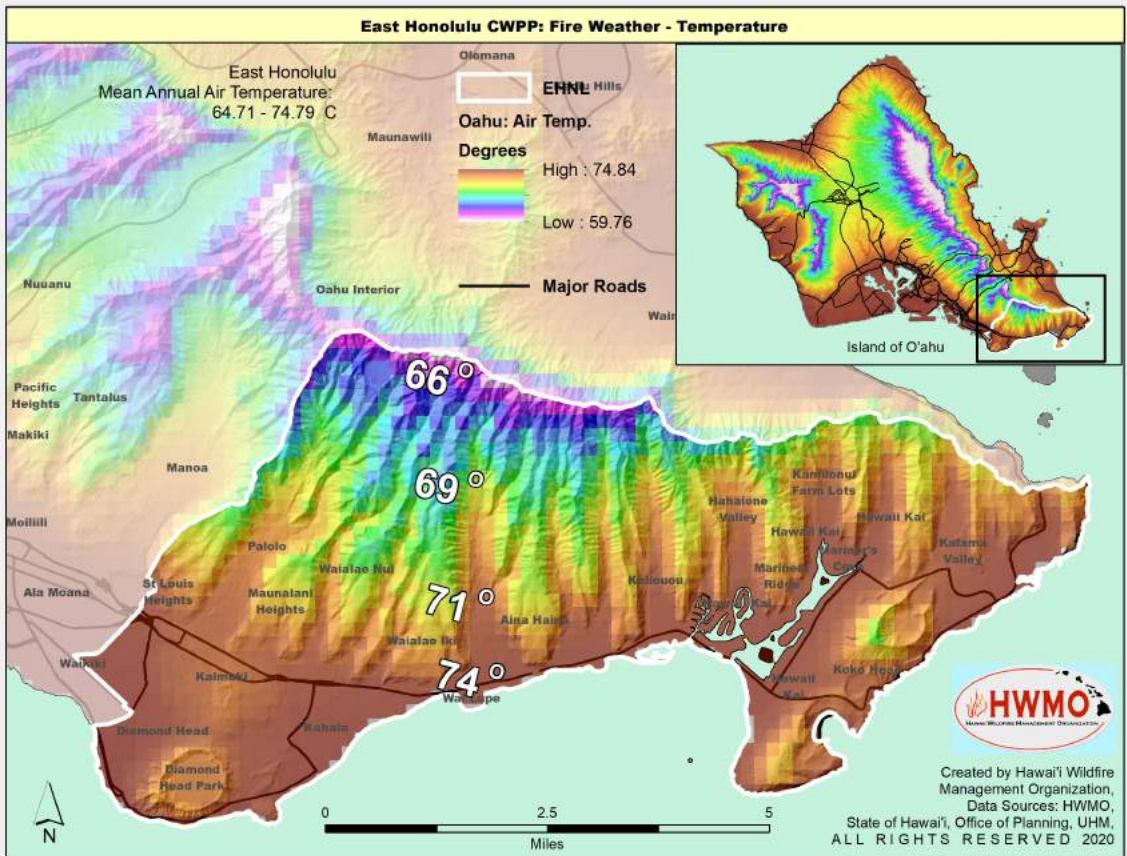 East Honolulu CWPP: Fire Weather - Temperature
East Honolulu
Mean Annual Air Temperature:
64.71 - 74.79 C
Olomana
EHNL
Hills
Oahu: Air Temp.
Degrees
High : 74.84
Low : 59.76
Major Roads
Maunawili
Nuuanu
Oahu Interior
Island of O'ahu
Pacific
Heights
Tantalus
Makiki
Manoa
Moiliili
Ala Moana
Waikiki
66 °
69 °
71 °
74 °
Palolo
St Louis
Heights
Waialae Nui
Maunalani
Heights
Waialae Iki
Aina Haina
Kaimuki
Kahala
Diamond Head
Diamond
Head Park
Kuliouou
Hahaione
Valley
Kamilonui
Farm Lots
Hawaii Kai
Hawaii Kai
Mariner's
Cove
Mariners
Ridge
Kalama
Valley
Koko Head
Hawaii
Kai
HWMO
HAWAII WILDFIRE MANAGEMENT ORGANIZATION
Created by Hawai'i Wildfire
Management Organization,
Data Sources: HWMO,
State of Hawai'i, Office of Planning, UHM,
ALL RIGHTS RESERVED 2020
N
0 2.5 5
Miles